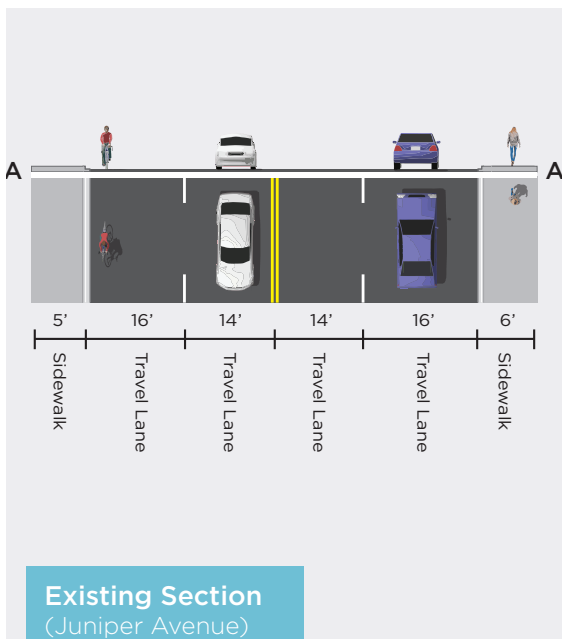 A A
5’ 16’ 14’ 14’ 16’ 6’
Sidewalk
Travel Lane
Travel Lane
Travel Lane
Travel Lane
Sidewalk
Existing Section
(Juniper Avenue)